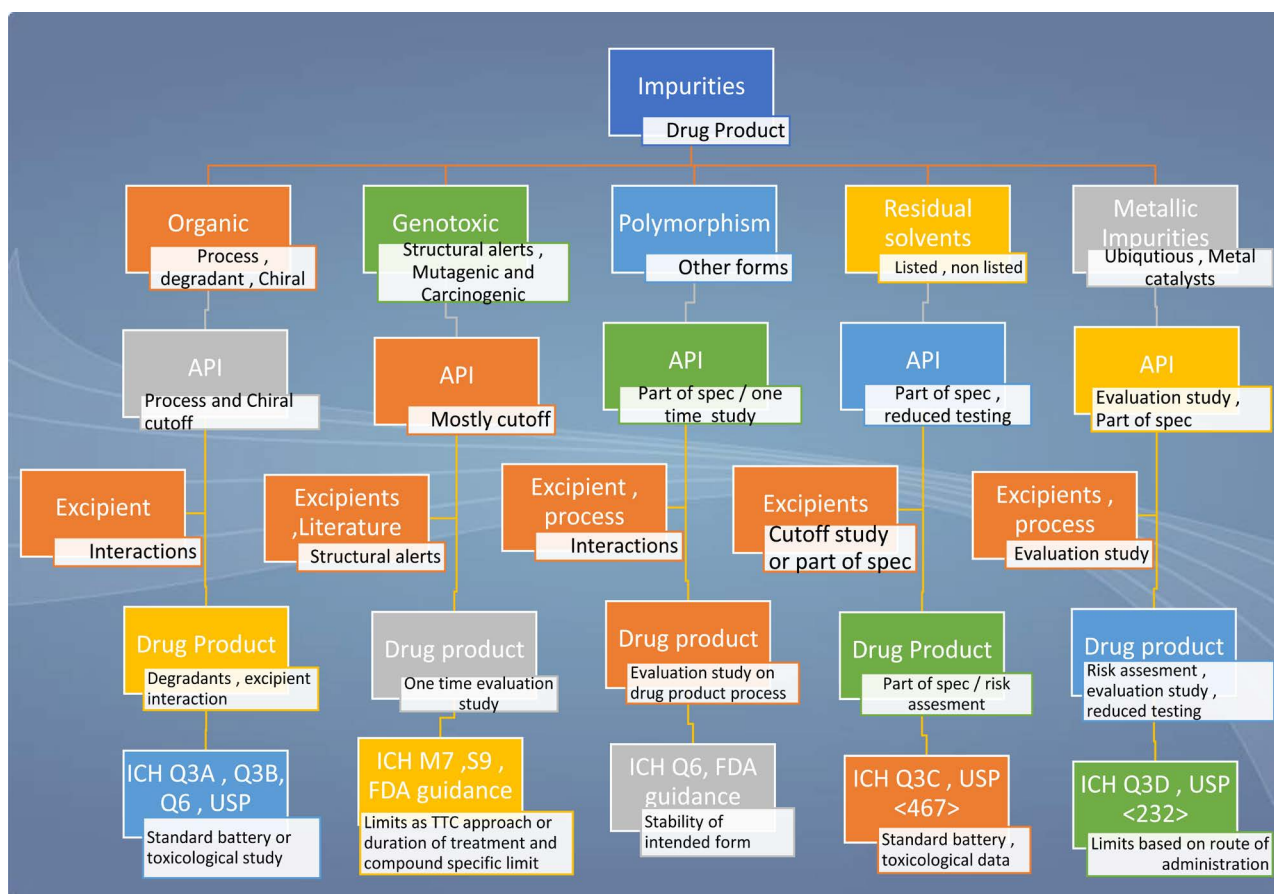 Impurities
Drug Product
Organic
Process ,
degradant , Chiral
Genotoxic
Structural alerts ,
Mutagenic and
Carcinogenic
Polymorphism
Other forms
Residual
solvents
Listed , non listed
Metallic
Impurities
Ubiqutious , Metal
catalysts
API
Process and Chiral
cutoff
API
Mostly cutoff
API
Part of spec / one
time study
API
Part of spec ,
reduced testing
API
Evaluation study ,
Part of spec
Excipient
Interactions
Excipients
,Literature
Structural alerts
Excipient ,
process
Interactions
Excipients
Cutoff study
or part of spec
Excipients ,
process
Evaluation study
Drug Product
Degradants , excipient
interaction
Drug product
One time evaluation
study
Drug product
Evaluation study on
drug product process
Drug Product
Part of spec / risk
assesment
Drug product
Risk assesment ,
evaluation study ,
reduced testing
ICH Q3A , Q3B,
Q6 , USP
Standard battery or
toxicological study
ICH M7 ,S9 ,
FDA guidance
Limits as TTC approach or
duration of treatment and
compound specific limit
ICH Q6, FDA
guidance
Stability of
intended form
ICH Q3C , USP
<467>
Standard battery ,
toxicological data
ICH Q3D , USP
<232>
Limits based on route of
administration